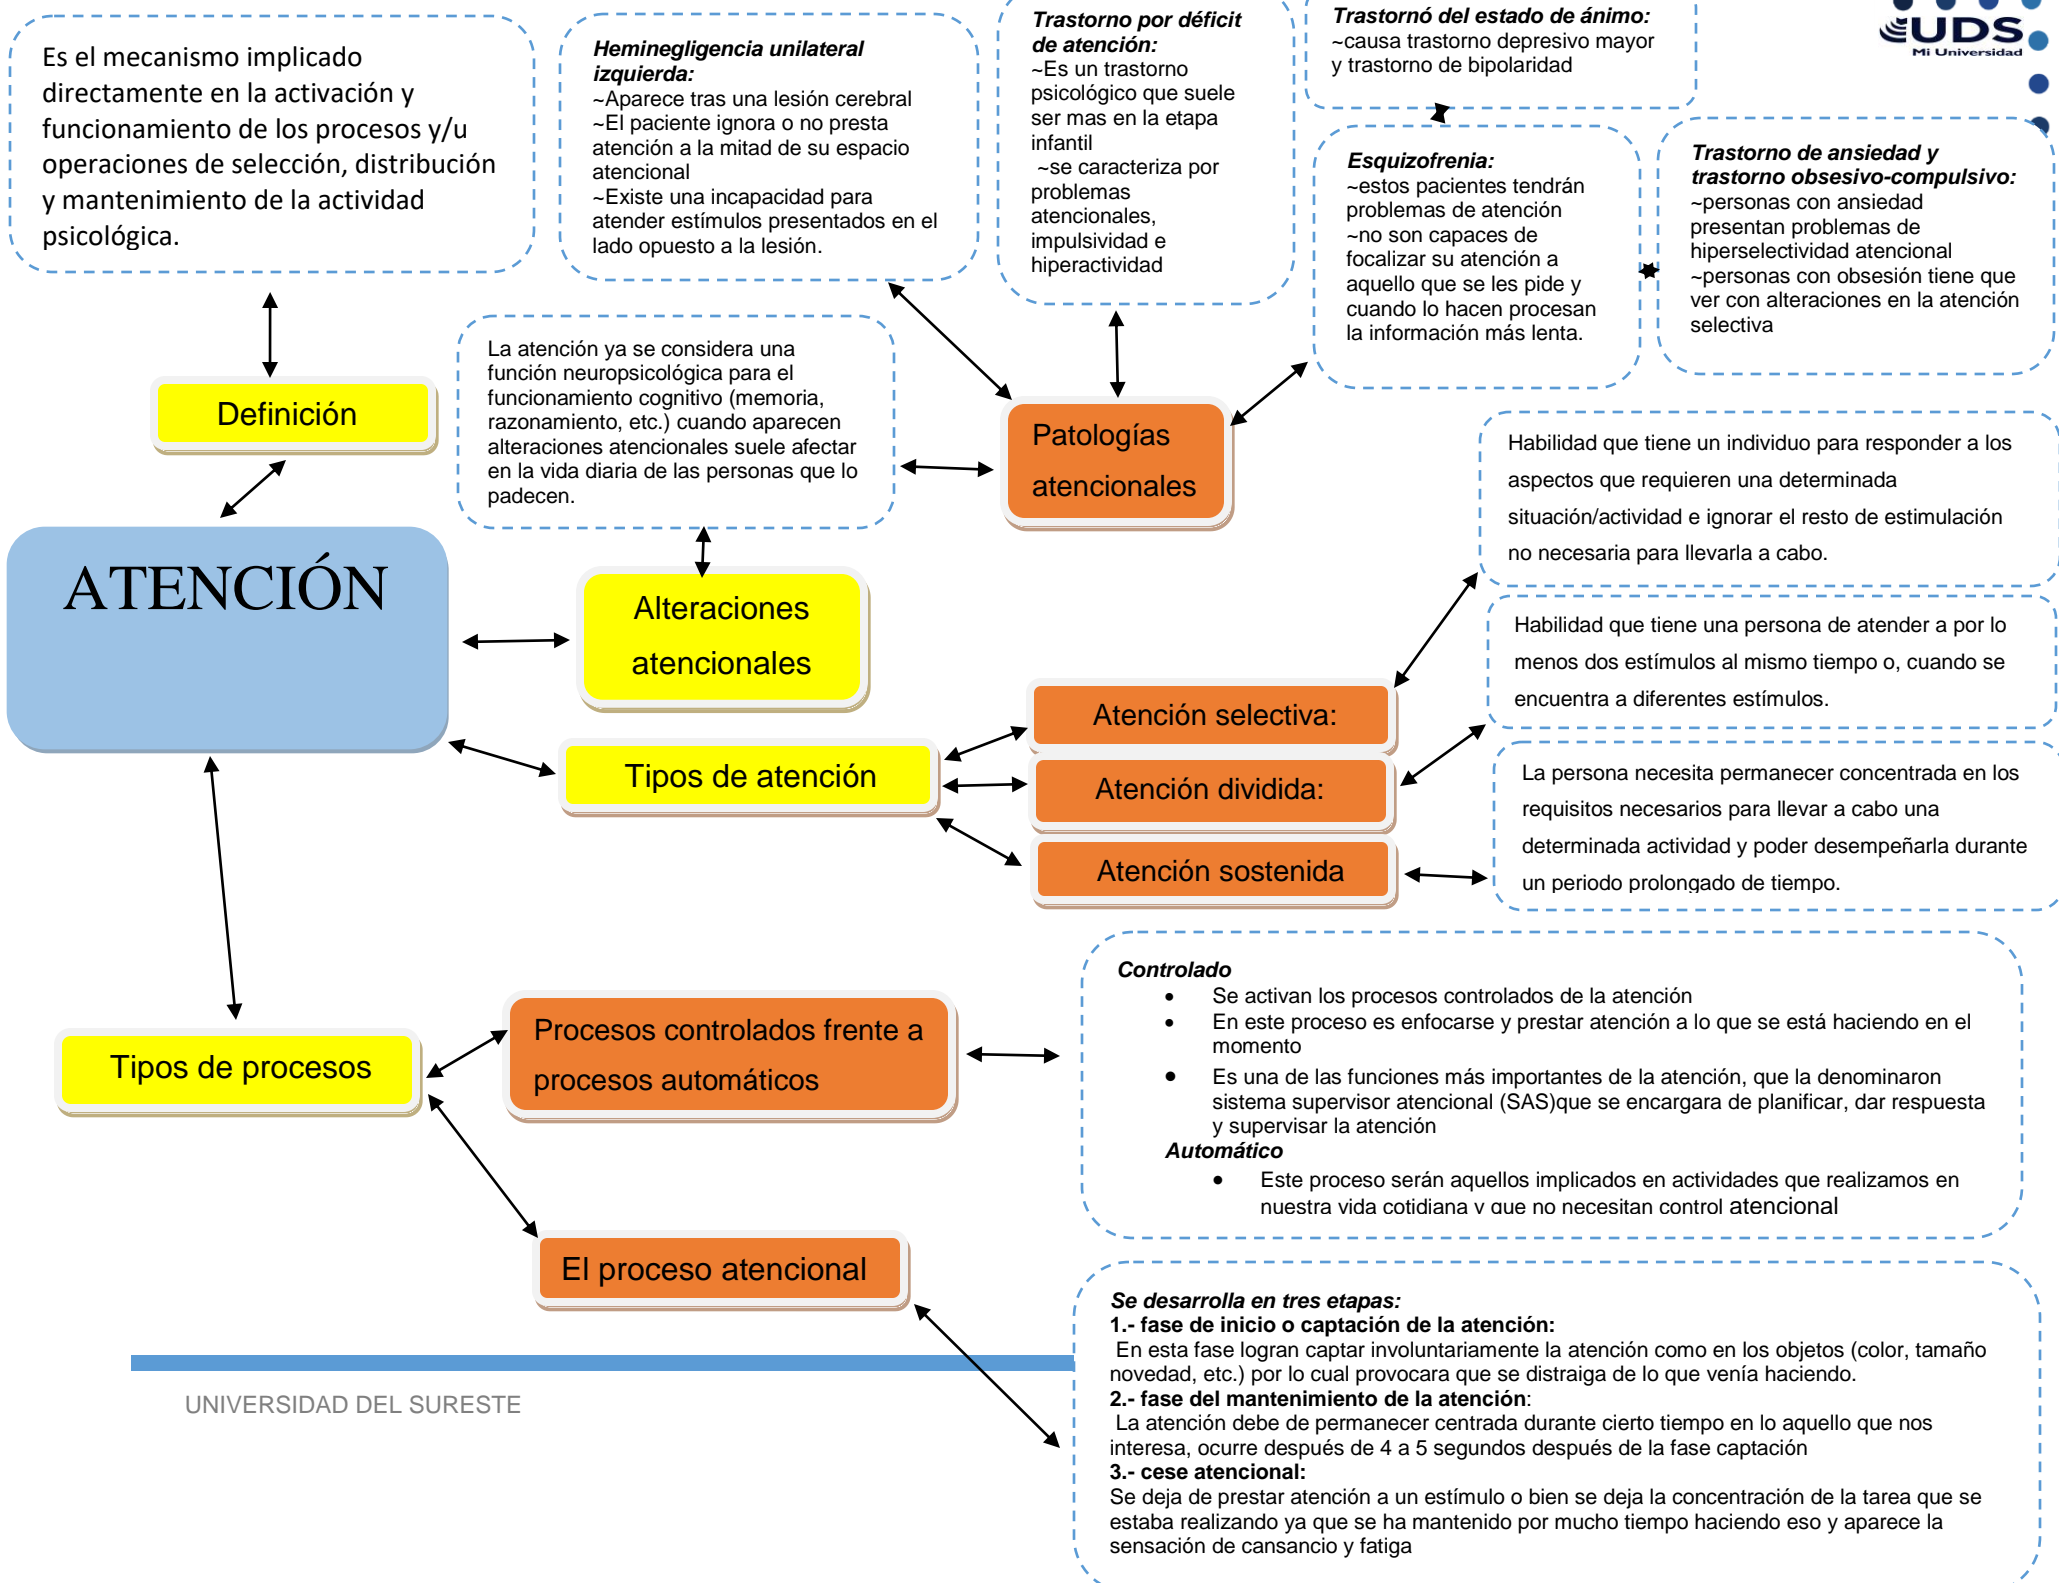 Es el mecanismo implicado
directamente en la activación y
funcionamiento de los procesos y/u
operaciones de selección, distribución
y mantenimiento de la actividad
psicológica.
Heminegligencia unilateral
izquierda:
~Aparece tras una lesión cerebral
~El paciente ignora o no presta
atención a la mitad de su espacio
atencional
~Existe una incapacidad para
atender estímulos presentados en el
lado opuesto a la lesión.
Trastorno por déficit
de atención:
~Es un trastorno
psicológico que suele
ser mas en la etapa
infantil
~se caracteriza por
problemas
atencionales,
impulsividad e
hiperactividad
Trastornó del estado de ánimo:
~causa trastorno depresivo mayor
y trastorno de bipolaridad
UDS
Mi Universidad
Esquizofrenia:
~estos pacientes tendrán
problemas de atención
~no son capaces de
focalizar su atención a
aquello que se les pide y
cuando lo hacen procesan
la información más lenta.
Trastorno de ansiedad y
trastorno obsesivo-compulsivo:
~personas con ansiedad
presentan problemas de
hiperselectividad atencional
~personas con obsesión tiene que
ver con alteraciones en la atención
selectiva
Definición
La atención ya se considera una
función neuropsicológica para el
funcionamiento cognitivo (memoria,
razonamiento, etc.) cuando aparecen
alteraciones atencionales suele afectar
en la vida diaria de las personas que lo
padecen.
Patologías
atencionales
Habilidad que tiene un individuo para responder a los
aspectos que requieren una determinada
situación/actividad e ignorar el resto de estimulación
no necesaria para llevarla a cabo.
ATENCIÓN
Alteraciones
atencionales
Habilidad que tiene una persona de atender a por lo
menos dos estímulos al mismo tiempo o, cuando se
encuentra a diferentes estímulos.
Atención selectiva:
Tipos de atención
Atención dividida:
La persona necesita permanecer concentrada en los
requisitos necesarios para llevar a cabo una
determinada actividad y poder desempeñarla durante
un periodo prolongado de tiempo.
Atención sostenida
Controlado
• Se activan los procesos controlados de la atención
• En este proceso es enfocarse y prestar atención a lo que se está haciendo en el
momento
• Es una de las funciones más importantes de la atención, que la denominaron
sistema supervisor atencional (SAS)que se encargara de planificar, dar respuesta
y supervisar la atención
Automático
• Este proceso serán aquellos implicados en actividades que realizamos en
nuestra vida cotidiana y que no necesitan control atencional
Procesos controlados frente a
procesos automáticos
Tipos de procesos
El proceso atencional
Se desarrolla en tres etapas:
1.- fase de inicio o captación de la atención:
En esta fase logran captar involuntariamente la atención como en los objetos (color, tamaño
novedad, etc.) por lo cual provocara que se distraiga de lo que venía haciendo.
2.- fase del mantenimiento de la atención:
La atención debe de permanecer centrada durante cierto tiempo en lo aquello que nos
interesa, ocurre después de 4 a 5 segundos después de la fase captación
3.- cese atencional:
Se deja de prestar atención a un estímulo o bien se deja la concentración de la tarea que se
estaba realizando ya que se ha mantenido por mucho tiempo haciendo eso y aparece la
sensación de cansancio y fatiga
UNIVERSIDAD DEL SURESTE